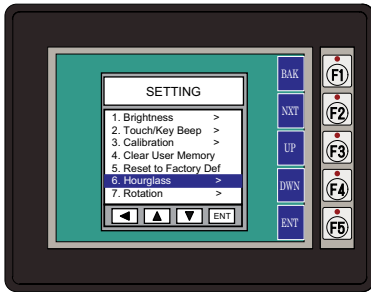 SETTING
1. Brightness >
2. Touch/Key Beep >
3. Calibration >
4. Clear User Memory
5. Reset to Factory Def
6. Hourglass >
7. Rotation >
ENT
BAK
NXT
UP
DWN
ENT
F1
F2
F3
F4
F5